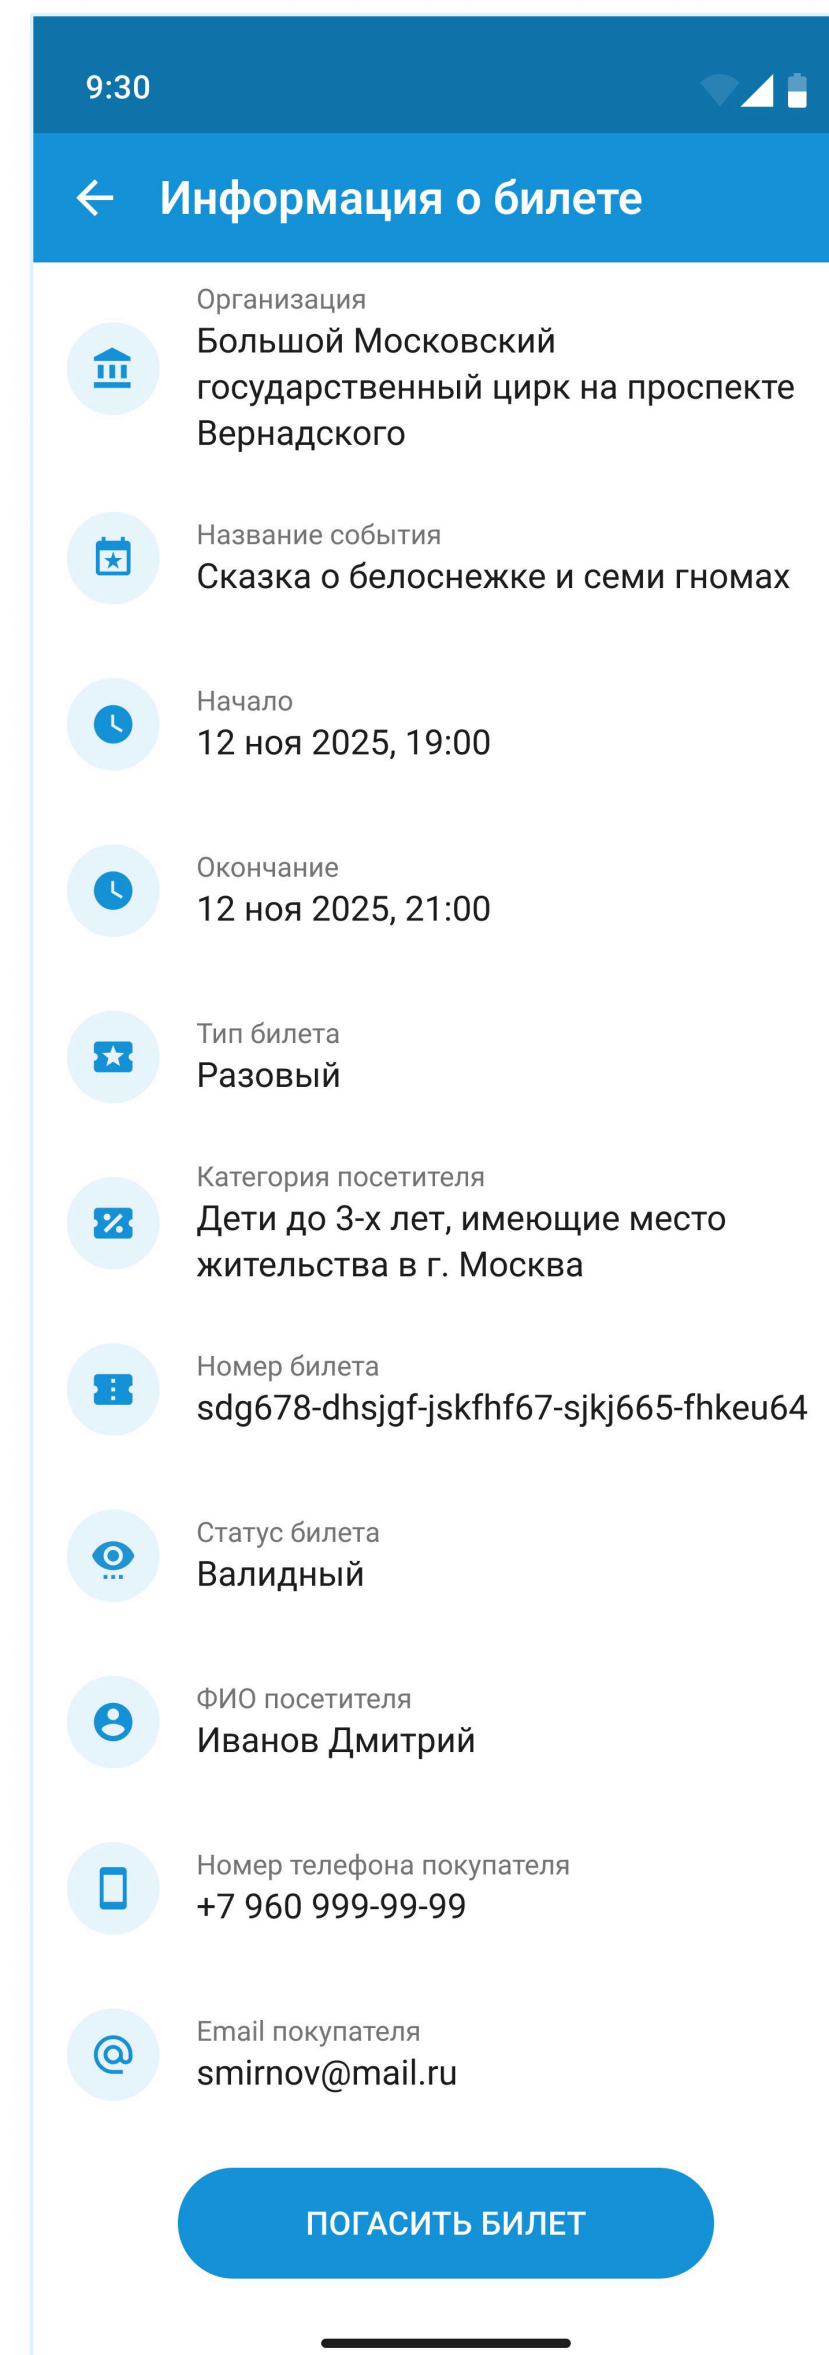 9:30
Информация о билете
Организация
Большой Московский
государственный цирк на проспекте
Вернадского
Название события
Сказка о белоснежке и семи гномах
Начало
12 ноя 2025, 19:00
Окончание
12 ноя 2025, 21:00
Тип билета
Разовый
Категория посетителя
Дети до 3-х лет, имеющие место
жительства в г. Москва
Номер билета
sdg678-dhsjgf-jskfhf67-sjkj665-fhkeu64
Статус билета
Валидный
ФИО посетителя
Иванов Дмитрий
Номер телефона покупателя
+7 960 999-99-99
Email покупателя
smirnov@mail.ru
ПОГАСИТЬ БИЛЕТ